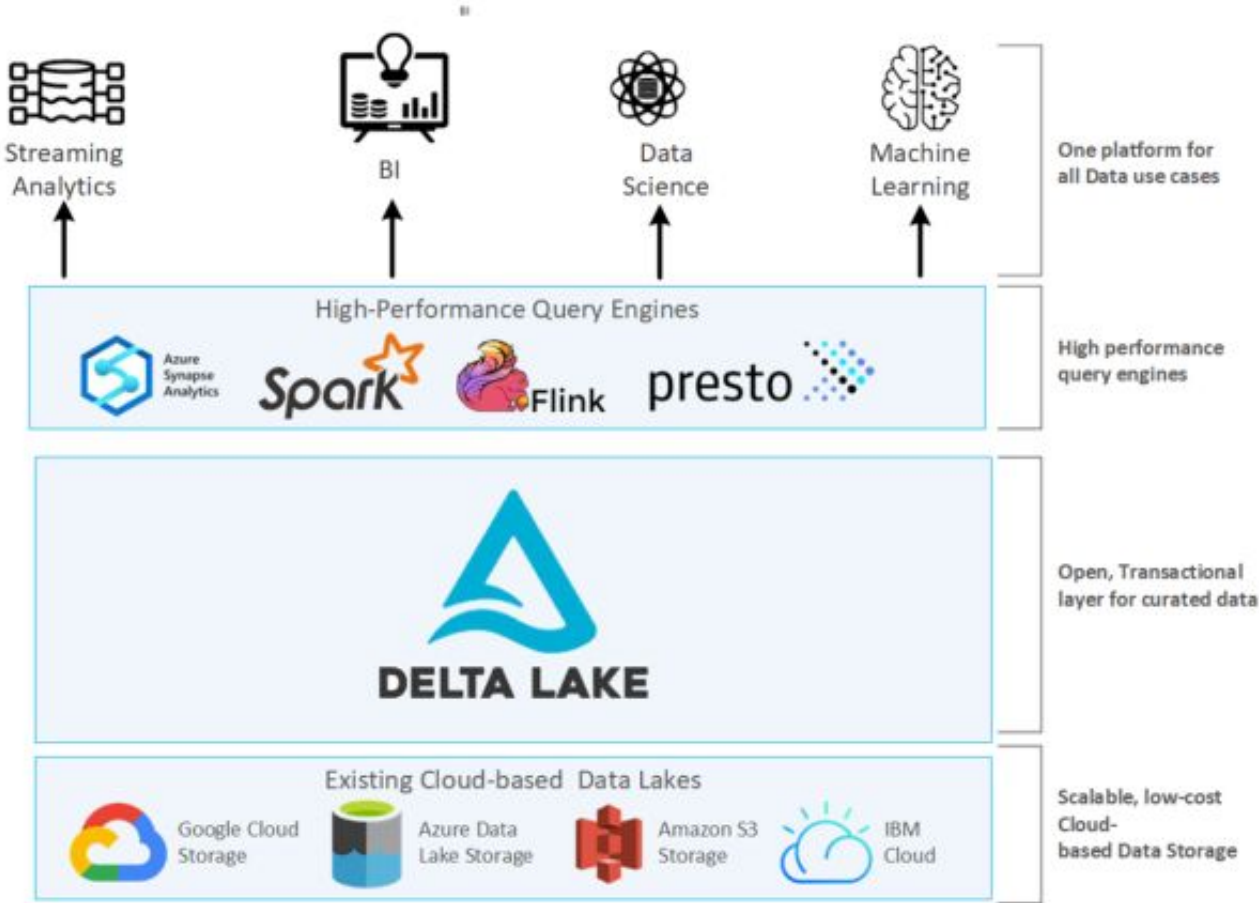 BI
Streaming
Analytics
BI
Data
Science
Machine
Learning
One platform for
all Data use cases
High-Performance Query Engines
Azure
Synapse
Analytics
Spark
Flink
presto
High performance
query engines
DELTA LAKE
Open, Transactional
layer for curated data
Existing Cloud-based Data Lakes
Google Cloud
Storage
Azure Data
Lake Storage
Amazon S3
Storage
IBM
Cloud
Scalable, low-cost
Cloud-
based Data Storage